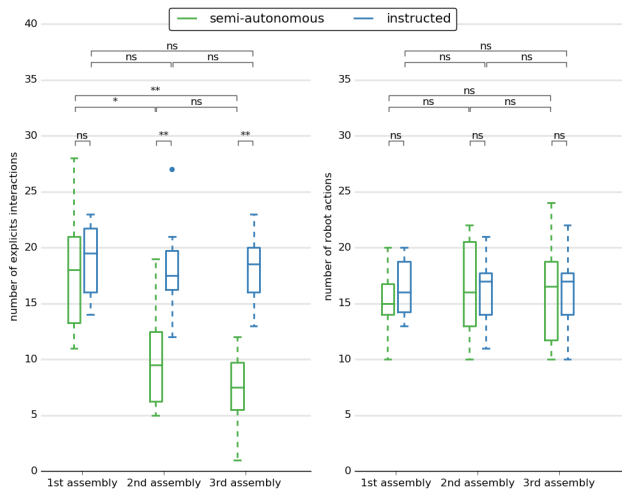 semi-autonomous instructed
number of explicits interactions
40
35
30
25
20
15
10
5
0
ns
ns ns
**
* ns
ns ** **
1st assembly 2nd assembly 3rd assembly
number of robot actions
35
30
25
20
15
10
5
0
ns
ns ns
ns
ns ns
ns ns ns
1st assembly 2nd assembly 3rd assembly